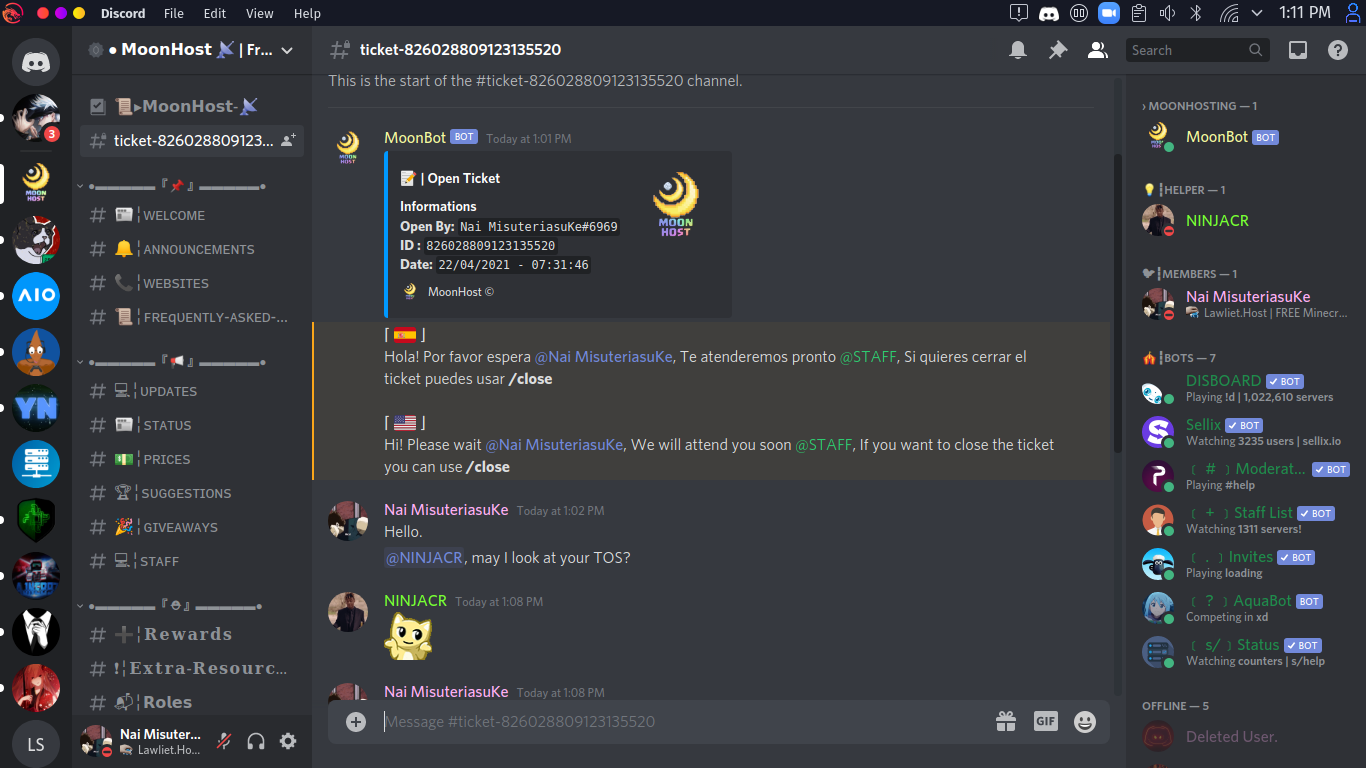 Discord File Edit View Help 1:11 PM
● MoonHost 📡 | Fr...
📜▸MoonHost-📡
ticket-826028809123...
3
MOON HOST
●▬▬▬▬▬『📌』▬▬▬▬▬●
📰¦WELCOME
🔔¦ANNOUNCEMENTS
📞¦WEBSITES
📜¦FREQUENTLY-ASKED-...
●▬▬▬▬▬『📢』▬▬▬▬▬●
💻¦UPDATES
📰¦STATUS
💵¦PRICES
🏆¦SUGGESTIONS
🎉¦GIVEAWAYS
💻¦STAFF
●▬▬▬▬▬『⛑』▬▬▬▬▬●
➕¦Rewards
❗¦Extra-Resourc...
📬¦Roles
AIO
YN
LS
Nai Misuter...
Lawliet.Ho...
ticket-826028809123135520
Search
This is the start of the #ticket-826028809123135520 channel.
MoonBot BOT Today at 1:01 PM
📝 | Open Ticket
Informations
Open By: Nai MisuteriasuKe#6969
ID : 826028809123135520
Date: 22/04/2021 - 07:31:46
MoonHost ©
MOON HOST
⌈ 🇪🇸 ⌋
Hola! Por favor espera @Nai MisuteriasuKe, Te atenderemos pronto @STAFF, Si quieres cerrar el
ticket puedes usar /close
⌈ 🇺🇸 ⌋
Hi! Please wait @Nai MisuteriasuKe, We will attend you soon @STAFF, If you want to close the ticket
you can use /close
Nai MisuteriasuKe Today at 1:02 PM
Hello.
@NINJACR, may I look at your TOS?
NINJACR Today at 1:08 PM
Nai MisuteriasuKe Today at 1:08 PM
Message #ticket-826028809123135520
GIF
› MOONHOSTING — 1
MoonBot BOT
💡┇HELPER — 1
NINJACR
🐦┇MEMBERS — 1
Nai MisuteriasuKe
Lawliet.Host | FREE Minecr...
🔥┇BOTS — 7
DISBOARD ✔ BOT
Playing !d | 1,022,610 servers
Sellix ✔ BOT
Watching 3235 users | sellix.io
﹝ # ﹞Moderat... ✔ BOT
Playing #help
﹝ + ﹞Staff List ✔ BOT
Watching 1311 servers!
﹝ . ﹞Invites ✔ BOT
Playing loading
﹝ ? ﹞AquaBot BOT
Competing in xd
﹝ s/ ﹞Status ✔ BOT
Watching counters | s/help
OFFLINE — 5
Deleted User.